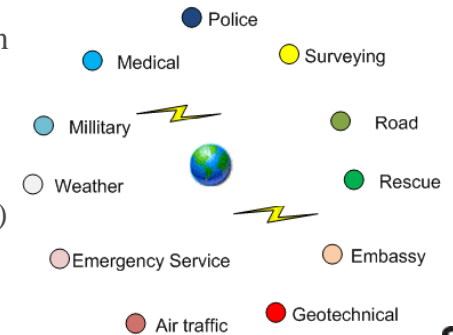 n
Police
Medical
Surveying
Millitary
Road
Weather
Rescue
)
Emergency Service
Embassy
Air traffic
Geotechnical